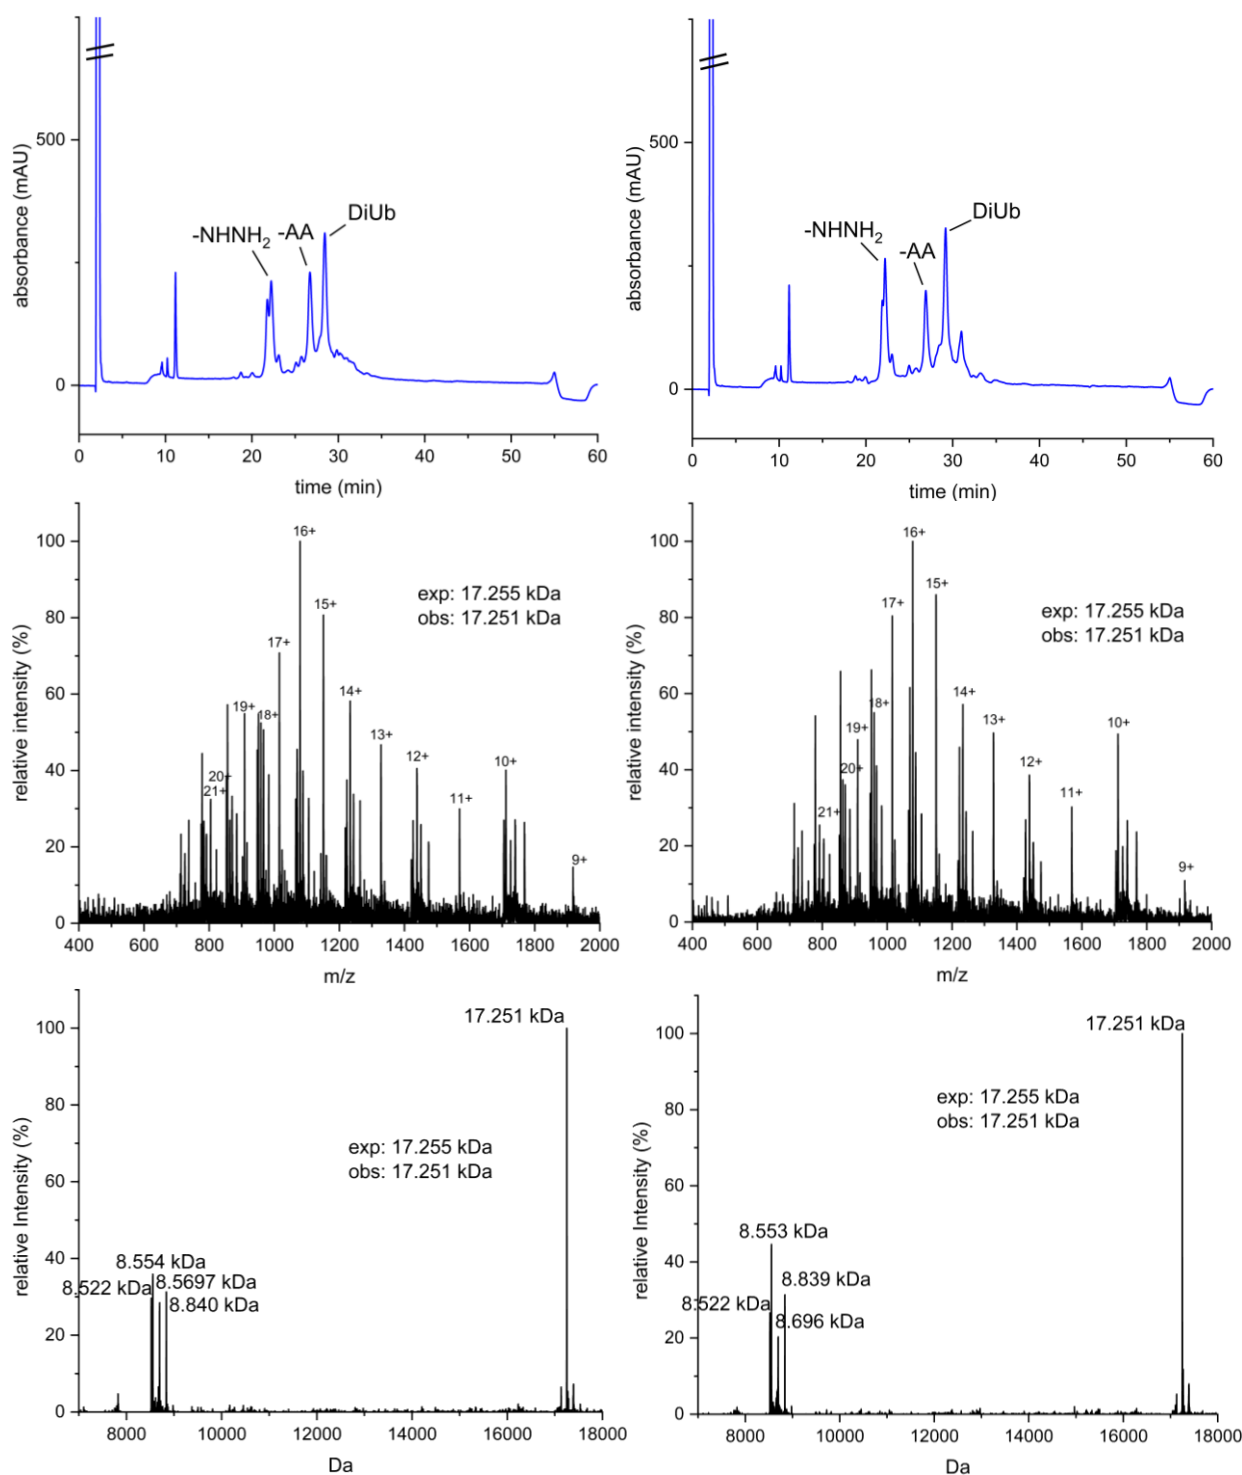 absorbance (mAU)
500
0
-NHNH2
-AA
DiUb
0 10 20 30 40 50 60
time (min)
absorbance (mAU)
500
0
-NHNH2
-AA
DiUb
0 10 20 30 40 50 60
time (min)
relative intensity (%)
100
80
60
40
20
0
16+
15+
17+
14+
19+
18+
13+
12+
20+
21+
11+
10+
9+
exp: 17.255 kDa
obs: 17.251 kDa
400 600 800 1000 1200 1400 1600 1800 2000
m/z
relative intensity (%)
100
80
60
40
20
0
16+
15+
17+
14+
18+
19+
13+
10+
12+
20+
11+
21+
9+
exp: 17.255 kDa
obs: 17.251 kDa
400 600 800 1000 1200 1400 1600 1800 2000
m/z
relative Intensity (%)
100
80
60
40
20
0
17.251 kDa
exp: 17.255 kDa
obs: 17.251 kDa
8.554 kDa
8.522 kDa
8.5697 kDa
8.840 kDa
8000 10000 12000 14000 16000 18000
Da
relative Intensity (%)
100
80
60
40
20
0
17.251 kDa
exp: 17.255 kDa
obs: 17.251 kDa
8.553 kDa
8.839 kDa
8.522 kDa
8.696 kDa
8000 10000 12000 14000 16000 18000
Da